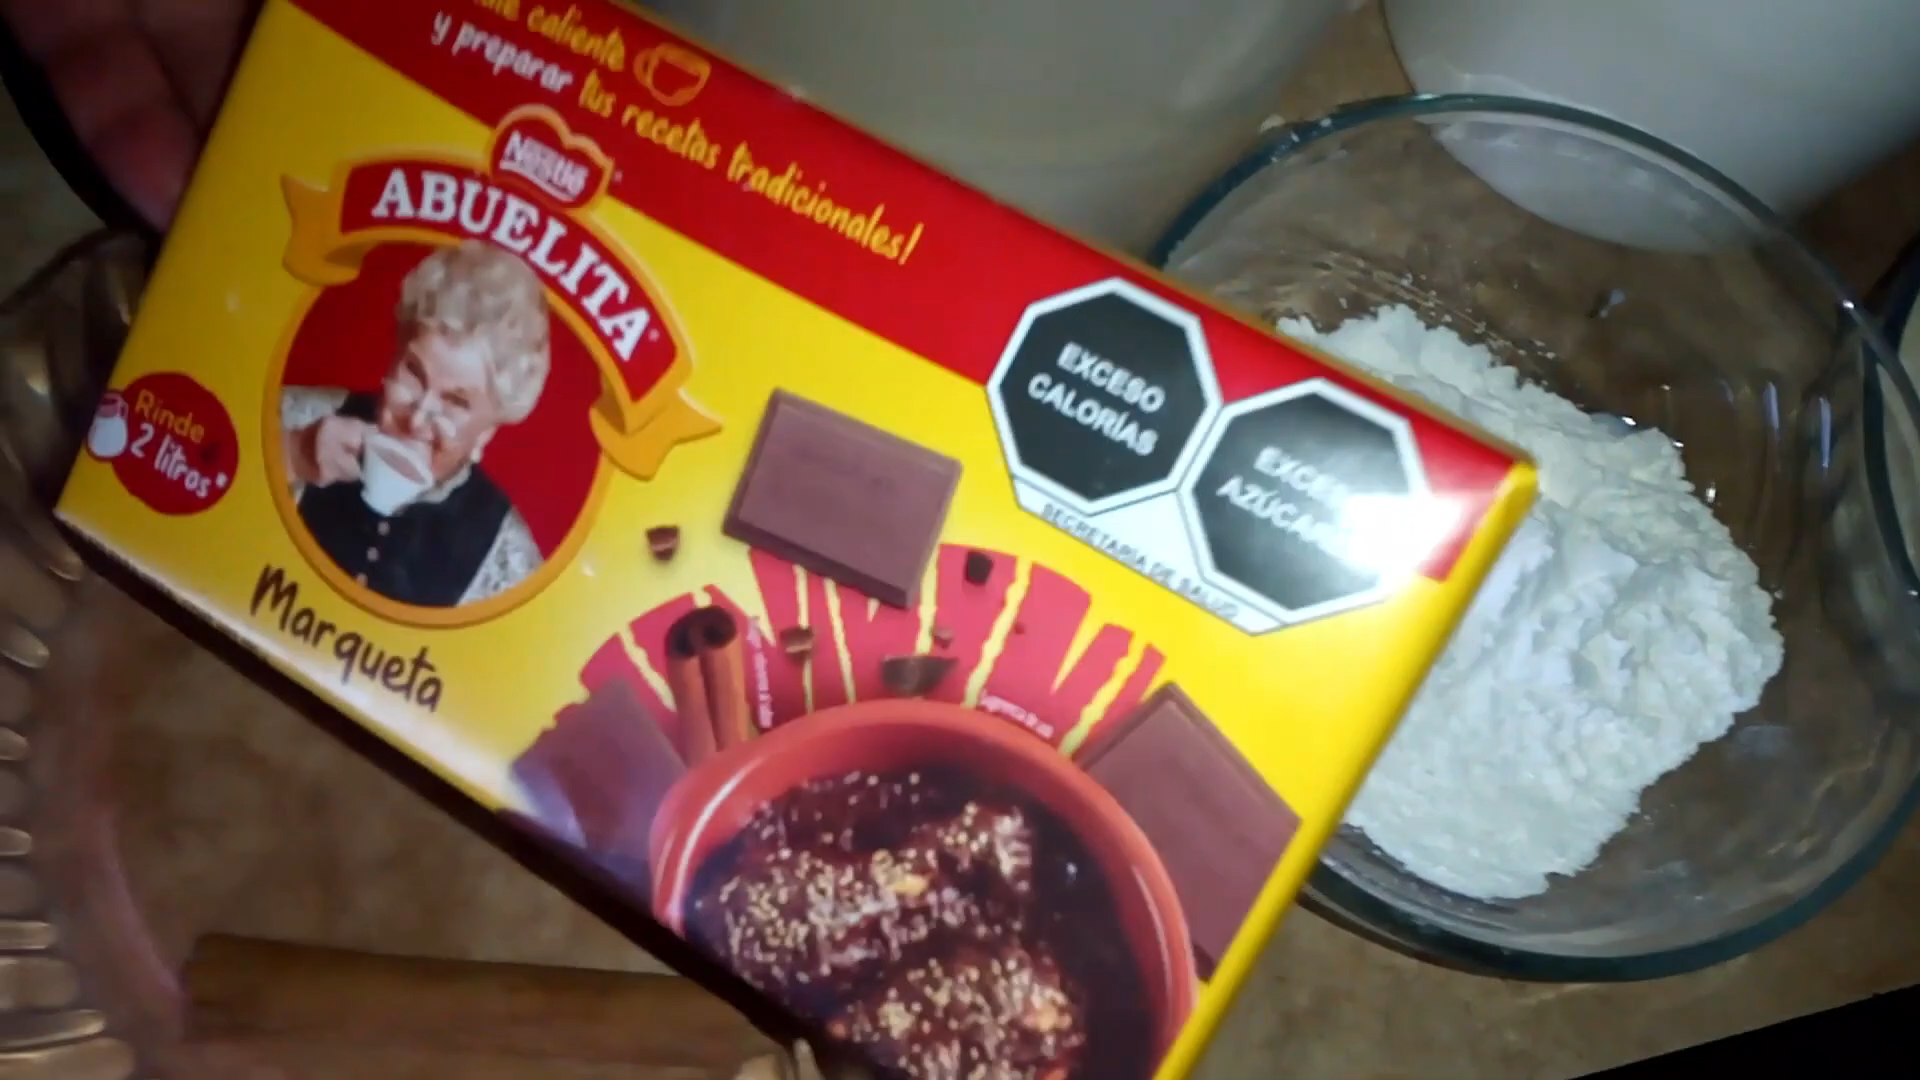 caliente
y preparar tus recetas tradicionales!
Nestlé
ABUELITA
Rinde
2 litros*
Marqueta
EXCESO
CALORÍAS
SECRETARÍA DE SALUD